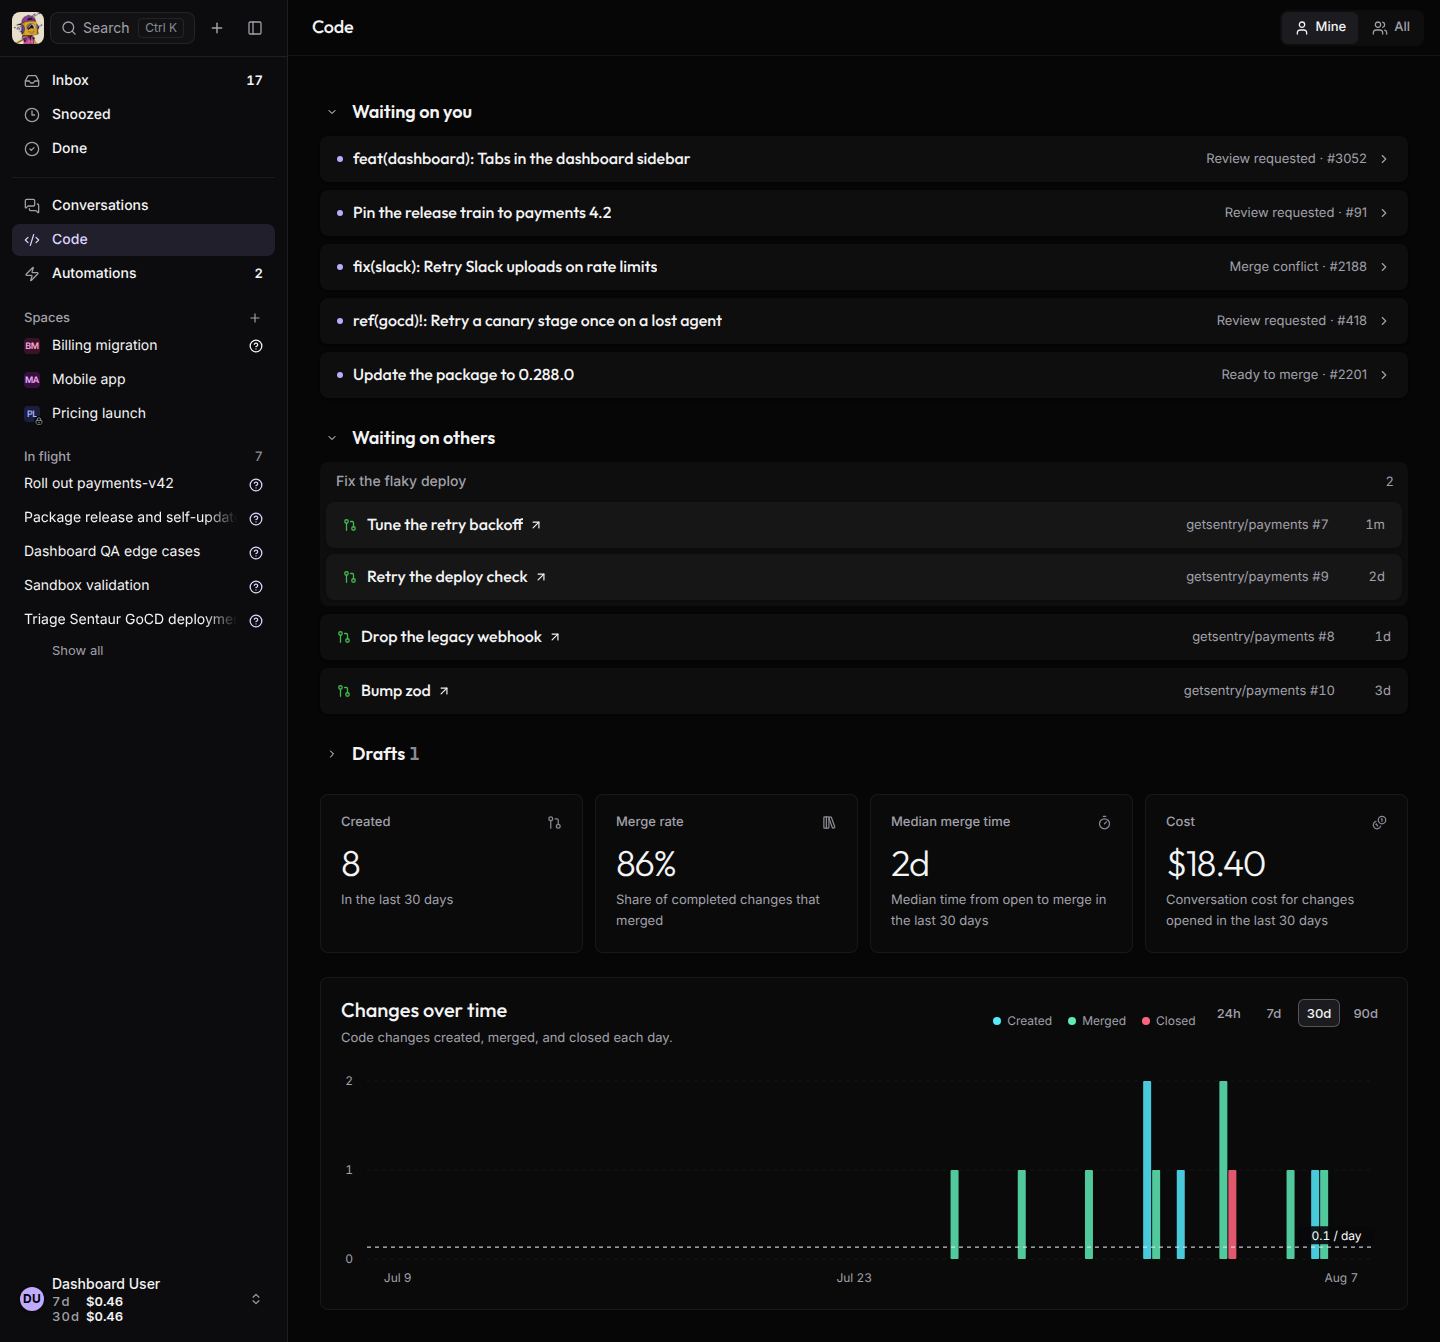 Search Ctrl K
Code
Mine
All
Inbox 17
Snoozed
Done
Conversations
Code
Automations 2
Spaces
BM Billing migration
MA Mobile app
PL Pricing launch
In flight 7
Roll out payments-v42
Package release and self-updat
Dashboard QA edge cases
Sandbox validation
Triage Sentaur GoCD deployme
Show all
Dashboard User
DU
7d $0.46
30d $0.46
Waiting on you
feat(dashboard): Tabs in the dashboard sidebar Review requested · #3052
Pin the release train to payments 4.2 Review requested · #91
fix(slack): Retry Slack uploads on rate limits Merge conflict · #2188
ref(gocd)!: Retry a canary stage once on a lost agent Review requested · #418
Update the package to 0.288.0 Ready to merge · #2201
Waiting on others
Fix the flaky deploy 2
Tune the retry backoff getsentry/payments #7 1m
Retry the deploy check getsentry/payments #9 2d
Drop the legacy webhook getsentry/payments #8 1d
Bump zod getsentry/payments #10 3d
Drafts 1
Created
8
In the last 30 days
Merge rate
86%
Share of completed changes that
merged
Median merge time
2d
Median time from open to merge in
the last 30 days
Cost
$18.40
Conversation cost for changes
opened in the last 30 days
Changes over time
Code changes created, merged, and closed each day.
Created Merged Closed
24h 7d 30d 90d
2
1
0
0.1 / day
Jul 9 Jul 23 Aug 7